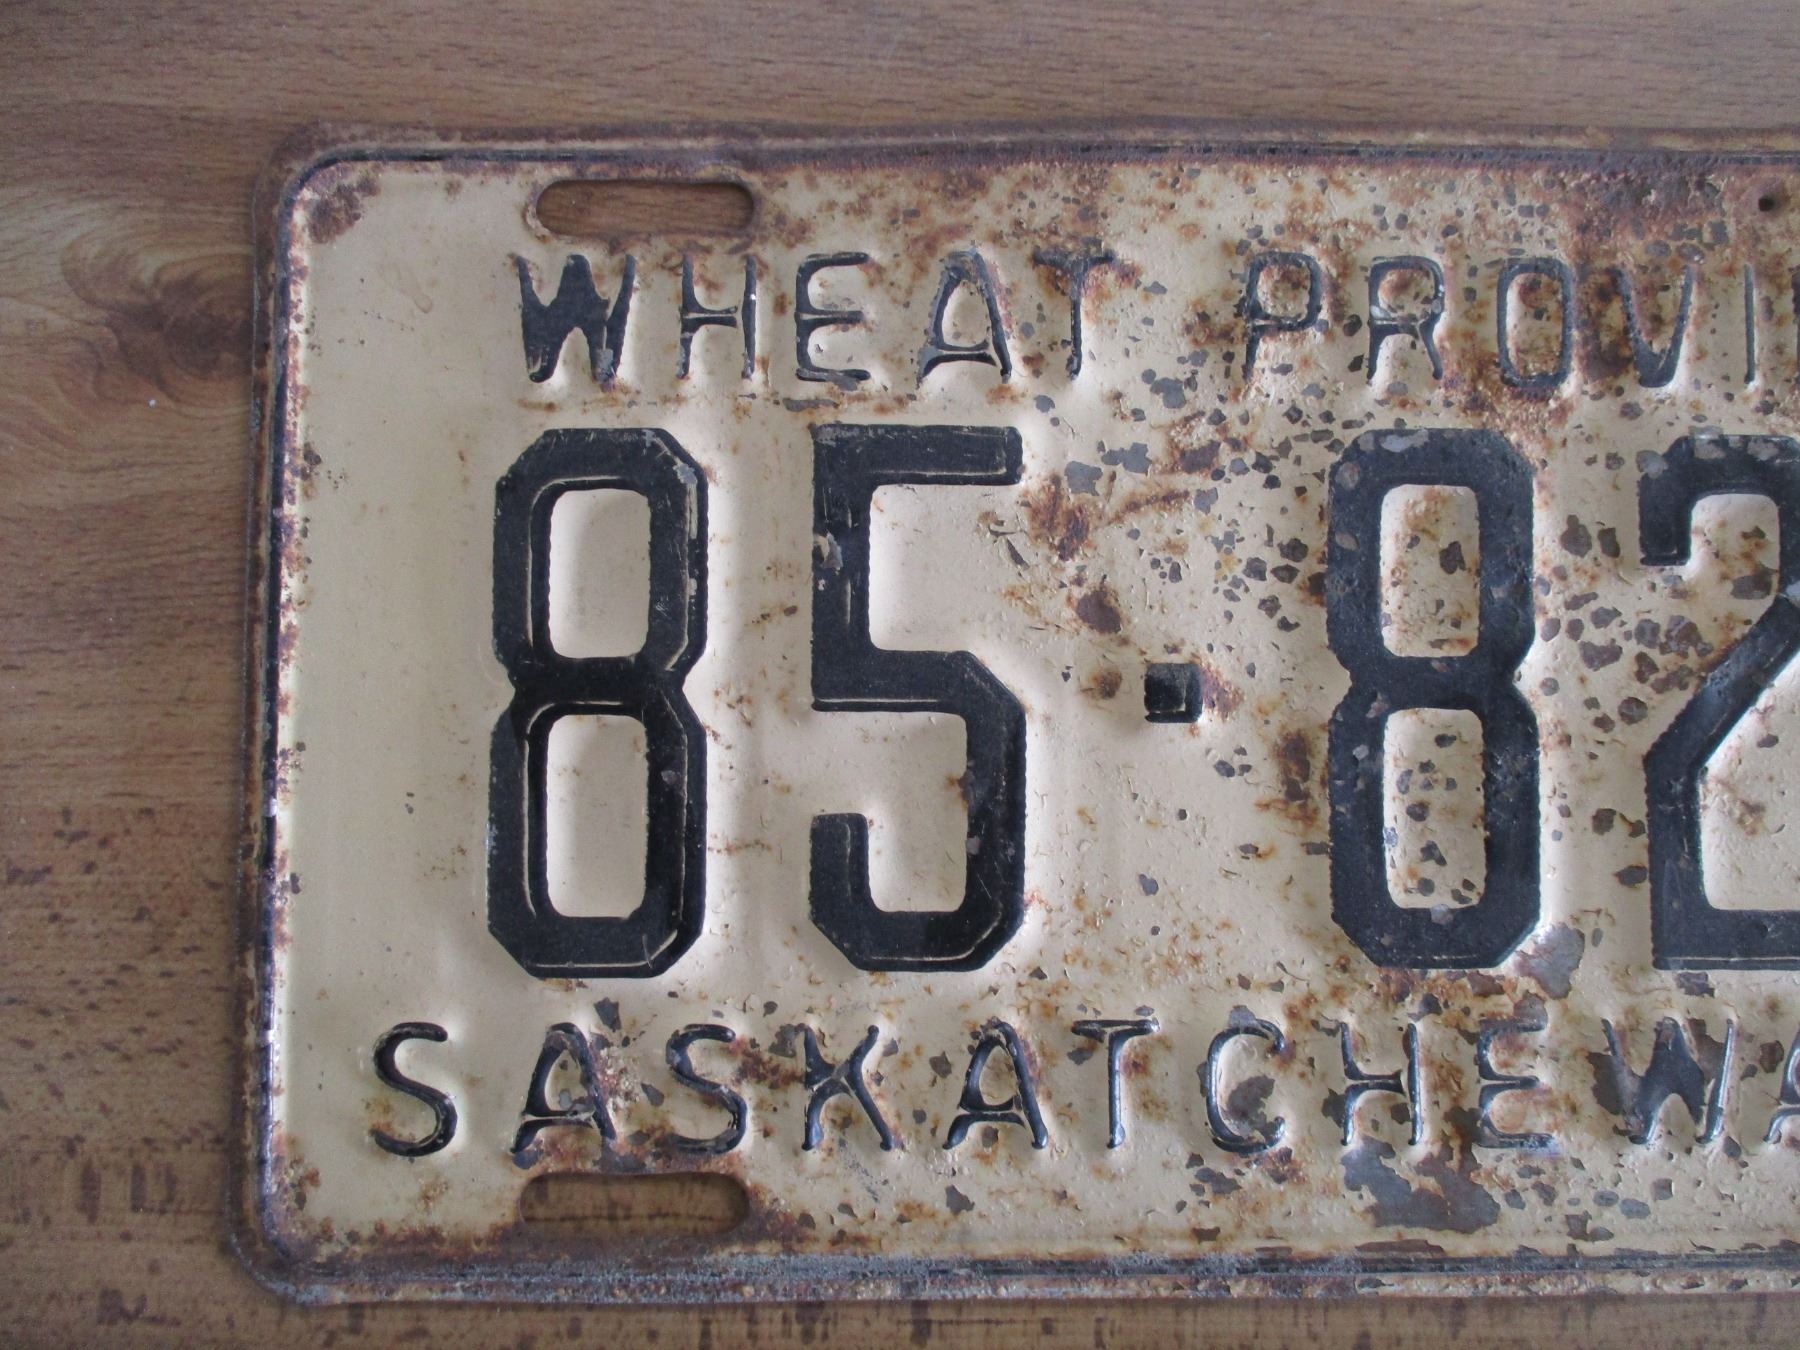 WHEAT PROVI
85·82
SASKATCHEWA